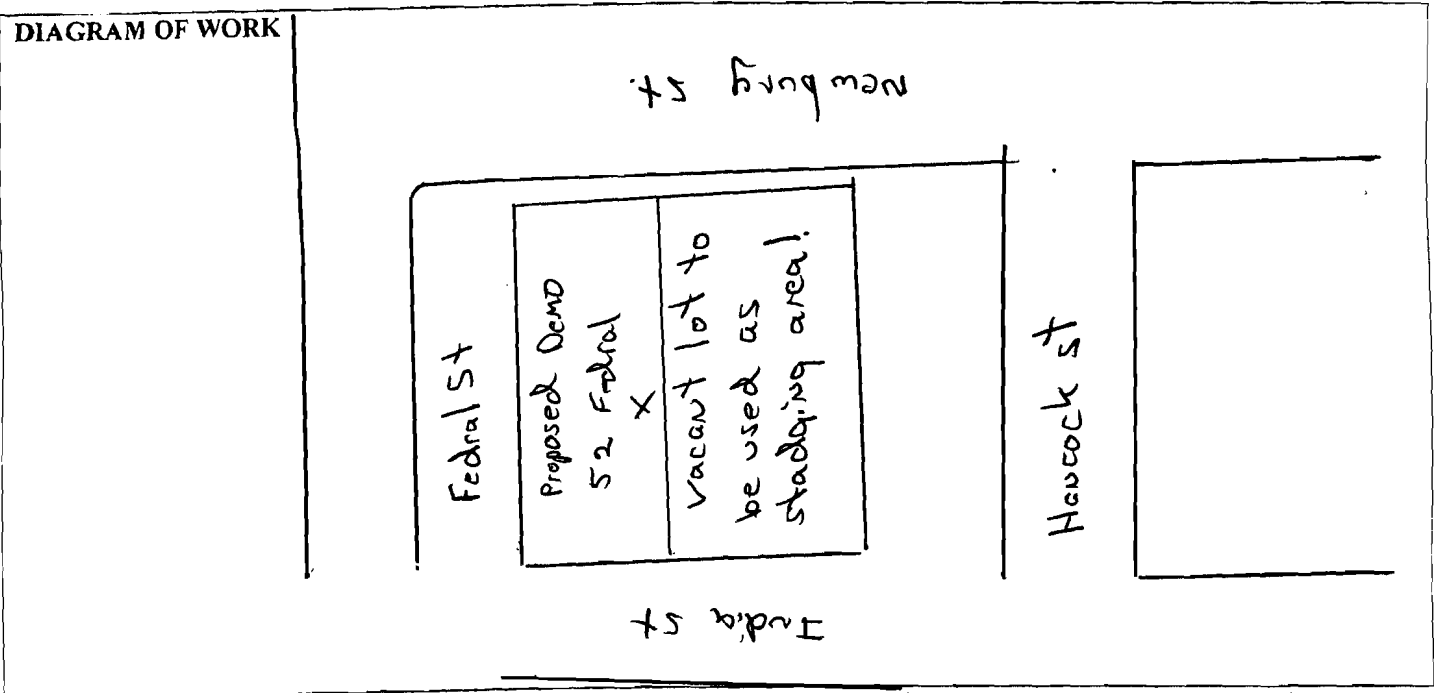 DIAGRAM OF WORK
Newbury St.
Fedral St
Proposed Demo
52 Fedral
X
vacant lot to
be used as
stadging area!
Hancock St
India St